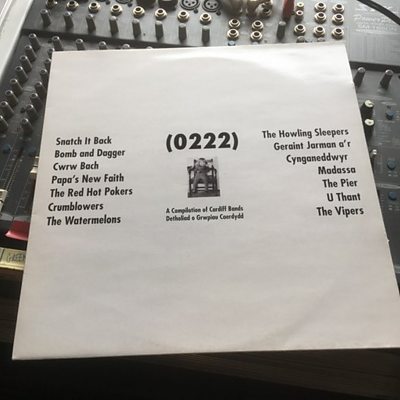 Snatch It Back
Bomb and Dagger
Cwrw Bach
Papa's New Faith
The Red Hot Pokers
Crumblowers
The Watermelons
(0222)
A Compilation of Cardiff Bands
Detholiad o Grwpiau Caerdydd
The Howling Sleepers
Geraint Jarman a'r
Cynganeddwyr
Madassa
The Pier
U Thant
The Vipers